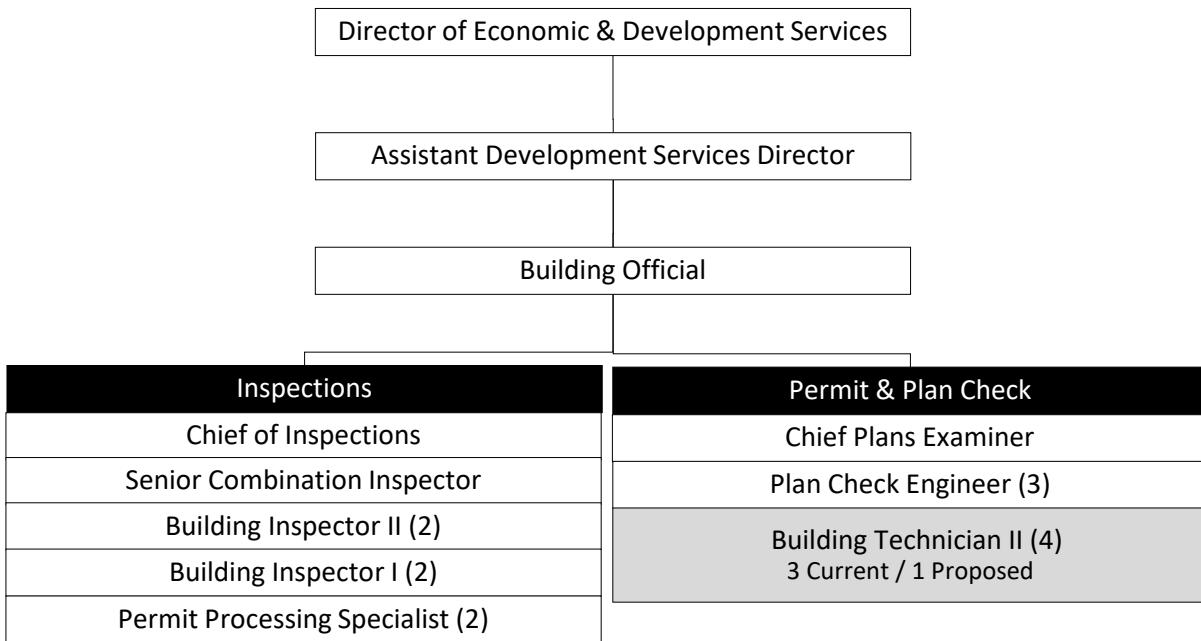 Director of Economic & Development Services
Assistant Development Services Director
Building Official
Inspections
Chief of Inspections
Senior Combination Inspector
Building Inspector II (2)
Building Inspector I (2)
Permit Processing Specialist (2)
Permit & Plan Check
Chief Plans Examiner
Plan Check Engineer (3)
Building Technician II (4)
3 Current / 1 Proposed